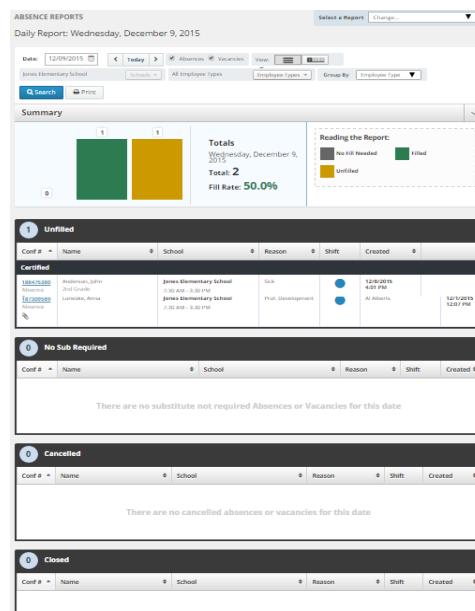 ABSENCE REPORTS
Select a Report Change...
Daily Report: Wednesday, December 9, 2015
Date: 12/09/2015 < Today > Absences Vacancies View:
Jones Elementary School Schools All Employee Types Employee Types Group By Employee Type
Search Print
Summary
1 1
0
Totals
Wednesday, December 9,
2015
Total: 2
Fill Rate: 50.0%
Reading the Report:
No Fill Needed Filled
Unfilled
1 Unfilled
Conf # Name School Reason Shift Created
Certified
188476380 Anderson, John Jones Elementary School Sick 12/8/2015
Absence 2nd Grade 7:30 AM - 3:30 PM 4:01 PM
Anna Jones Elementary School Prof. Development Al Alberts 12/1/2015
Absence 7:30 AM - 3:30 PM 12:07 PM
0 No Sub Required
Conf # Name School Reason Shift Created
There are no substitute not required Absences or Vacancies for this date
0 Cancelled
Conf # Name School Reason Shift Created
There are no cancelled absences or vacancies for this date
0 Closed
Conf # Name School Reason Shift Created